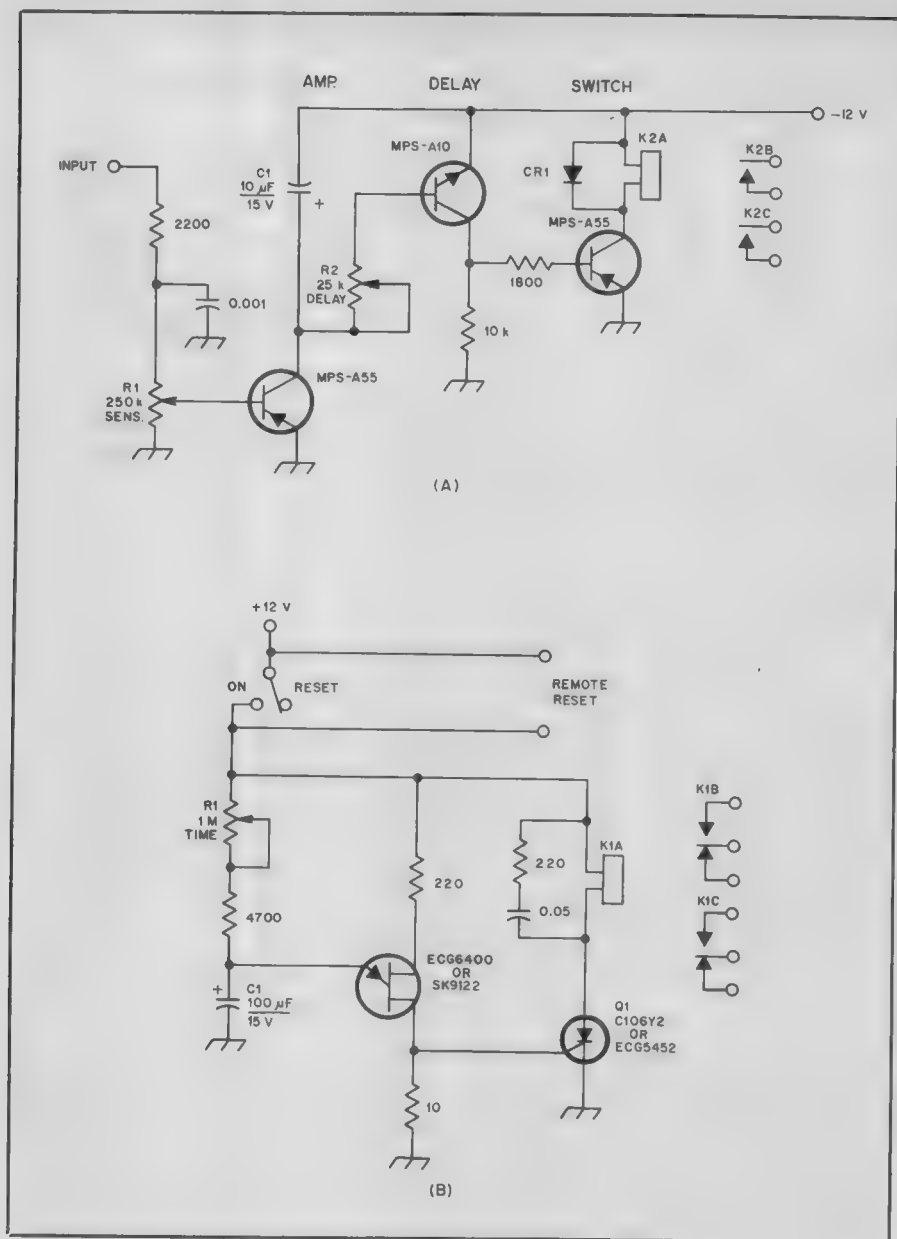 AMP.
DELAY
SWITCH
-12 V
INPUT
2200
0.001
R1
250 k
SENS.
C1
10 µF
15 V
+
MPS-A10
R2
25 k
DELAY
MPS-A55
10 k
1800
CR1
K2A
MPS-A55
K2B
K2C
(A)
+12 V
ON
RESET
REMOTE
RESET
R1
1 M
TIME
4700
+
C1
100 µF
15 V
220
ECG6400
OR
SK9122
10
220
0.05
K1A
Q1
C106Y2
OR
ECG5452
K1B
K1C
(B)